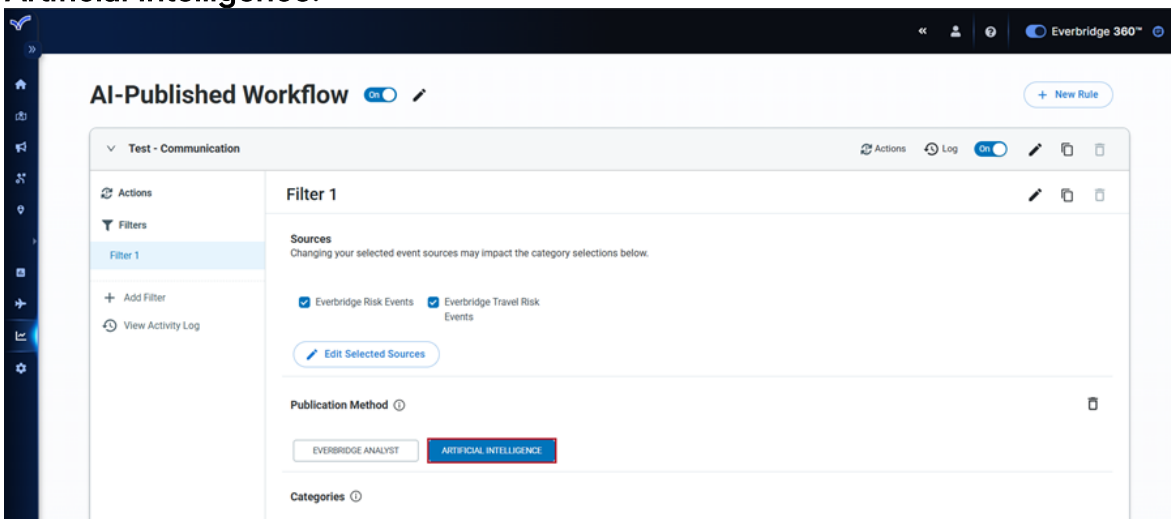 Artificial Intelligence.
Everbridge 360™
AI-Published Workflow On
+ New Rule
Test - Communication
Actions Log On
Actions
Filters
Filter 1
+ Add Filter
View Activity Log
Filter 1
Sources
Changing your selected event sources may impact the category selections below.
Everbridge Risk Events
Everbridge Travel Risk
Events
Edit Selected Sources
Publication Method
EVERBRIDGE ANALYST
ARTIFICIAL INTELLIGENCE
Categories